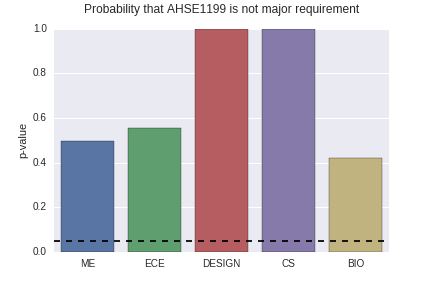 Probability that AHSE1199 is not major requirement
1.0
0.8
0.6
0.4
0.2
0.0
p-value
ME ECE DESIGN CS BIO